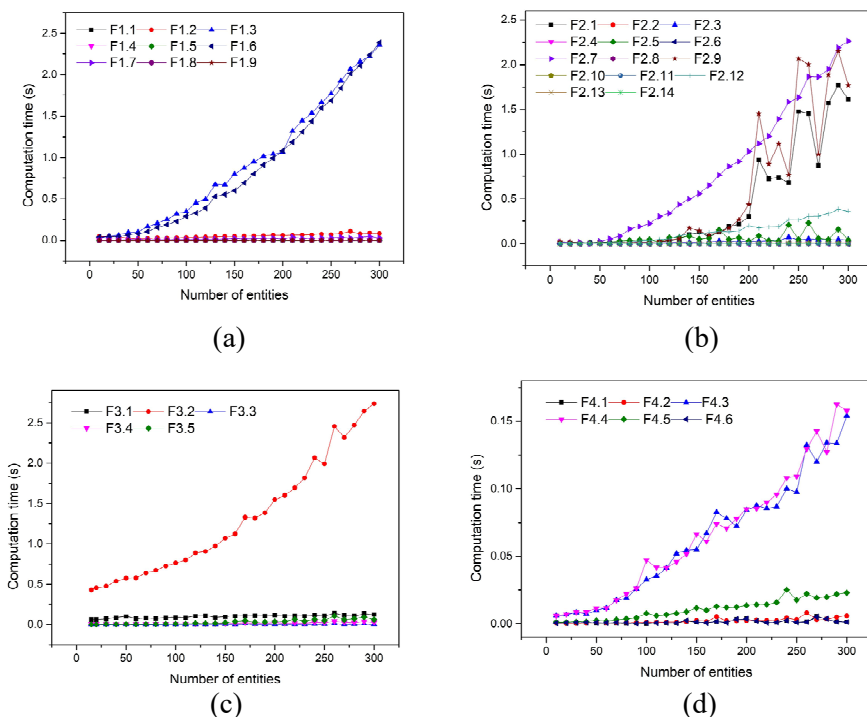 F1.1 F1.2 F1.3
F1.4 F1.5 F1.6
F1.7 F1.8 F1.9
2.5
2.0
1.5
1.0
0.5
0.0
Computation time (s)
0 50 100 150 200 250 300
Number of entities
(a)
F2.1 F2.2 F2.3
F2.4 F2.5 F2.6
F2.7 F2.8 F2.9
F2.10 F2.11 F2.12
F2.13 F2.14
2.5
2.0
1.5
1.0
0.5
0.0
Computation time (s)
0 50 100 150 200 250 300
Number of entities
(b)
F3.1 F3.2 F3.3
F3.4 F3.5
2.5
2.0
1.5
1.0
0.5
0.0
Computation time (s)
0 50 100 150 200 250 300
Number of entities
(c)
F4.1 F4.2 F4.3
F4.4 F4.5 F4.6
0.15
0.10
0.05
0.00
Computation time (s)
0 50 100 150 200 250 300
Number of entities
(d)